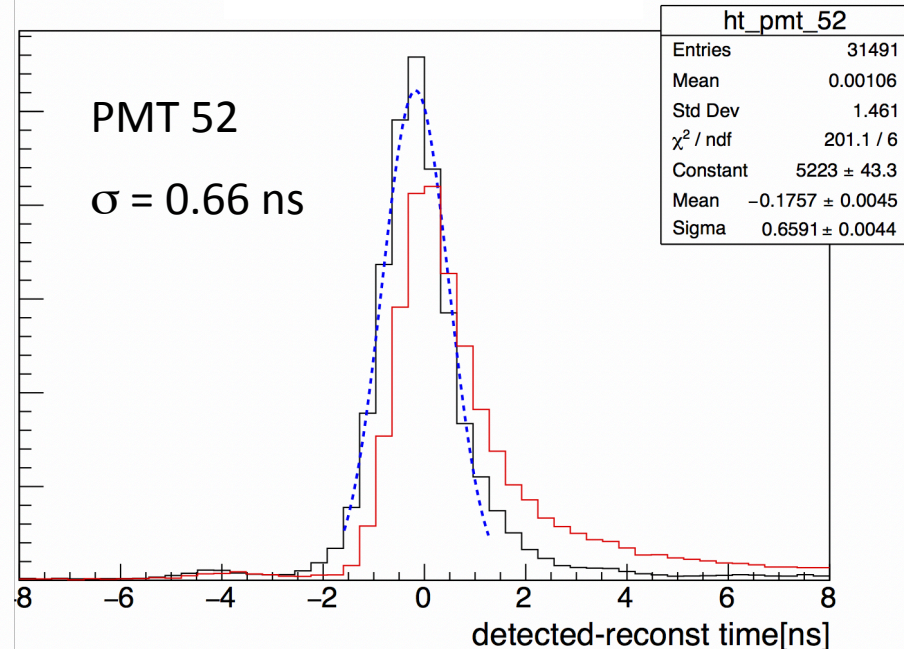 ht_pmt_52
Entries 31491
Mean 0.00106
Std Dev 1.461
χ² / ndf 201.1 / 6
Constant 5223 ± 43.3
Mean −0.1757 ± 0.0045
Sigma 0.6591 ± 0.0044
PMT 52
σ = 0.66 ns
-8 −6 −4 −2 0 2 4 6 8
detected-reconst time[ns]